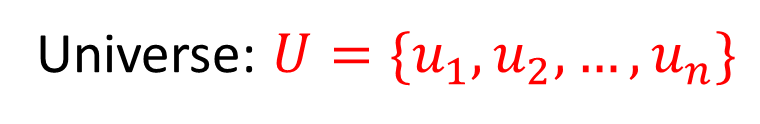 Universe: U = {u₁, u₂, … , uₙ}